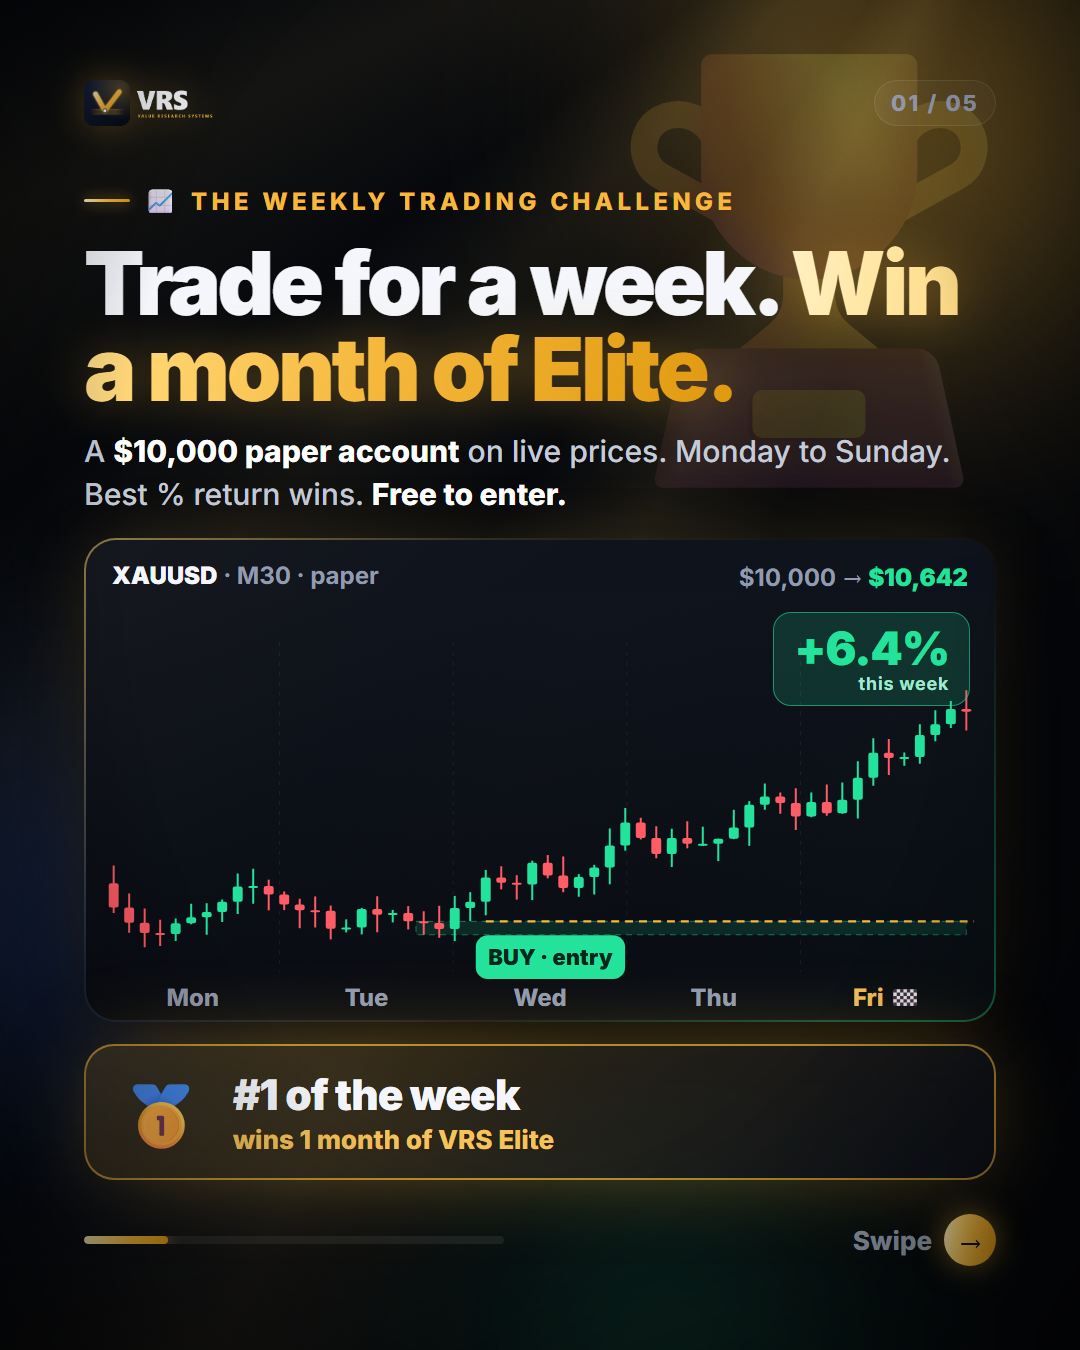 VRS
VALUE RESEARCH SYSTEMS
01 / 05
THE WEEKLY TRADING CHALLENGE
Trade for a week. Win
a month of Elite.
A $10,000 paper account on live prices. Monday to Sunday.
Best % return wins. Free to enter.
XAUUSD · M30 · paper
$10,000 → $10,642
+6.4%
this week
BUY · entry
Mon Tue Wed Thu Fri
1
#1 of the week
wins 1 month of VRS Elite
Swipe →